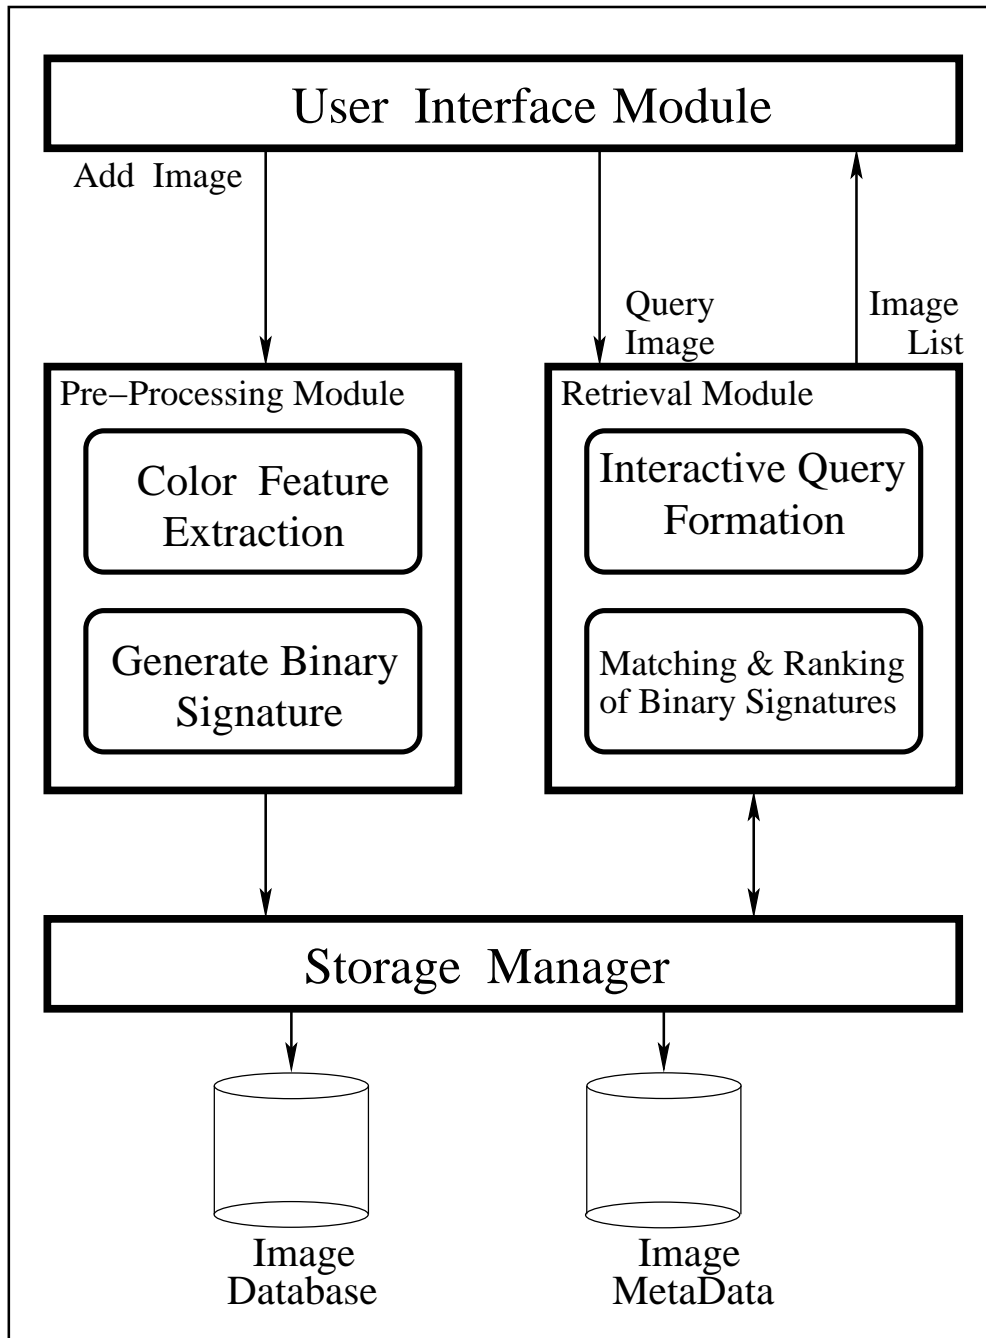 User Interface Module
Add Image
Query
Image
Image
List
Pre−Processing Module
Color Feature
Extraction
Generate Binary
Signature
Retrieval Module
Interactive Query
Formation
Matching & Ranking
of Binary Signatures
Storage Manager
Image
Database
Image
MetaData